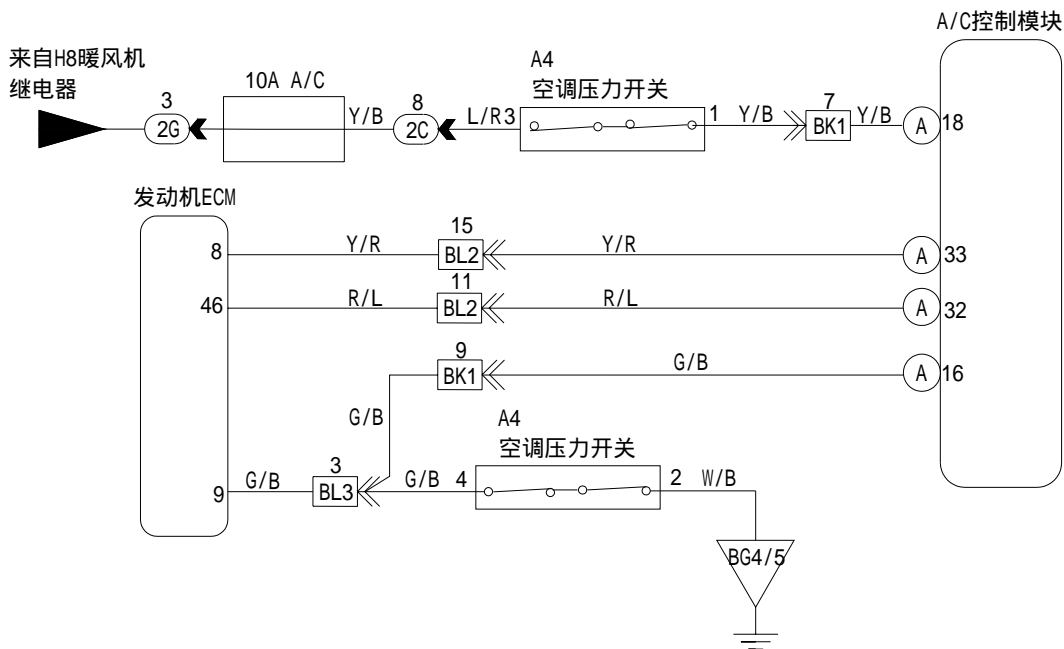 A/C控制模块
来自H8暖风机
继电器
3
2G
10A A/C
Y/B
8
2C
L/R
3
A4
空调压力开关
1
Y/B
7
BK1
Y/B
A
18
发动机ECM
8
Y/R
15
BL2
Y/R
A
33
46
R/L
11
BL2
R/L
A
32
9
BK1
G/B
A
16
G/B
A4
空调压力开关
9
G/B
3
BL3
G/B
4
2
W/B
BG4/5